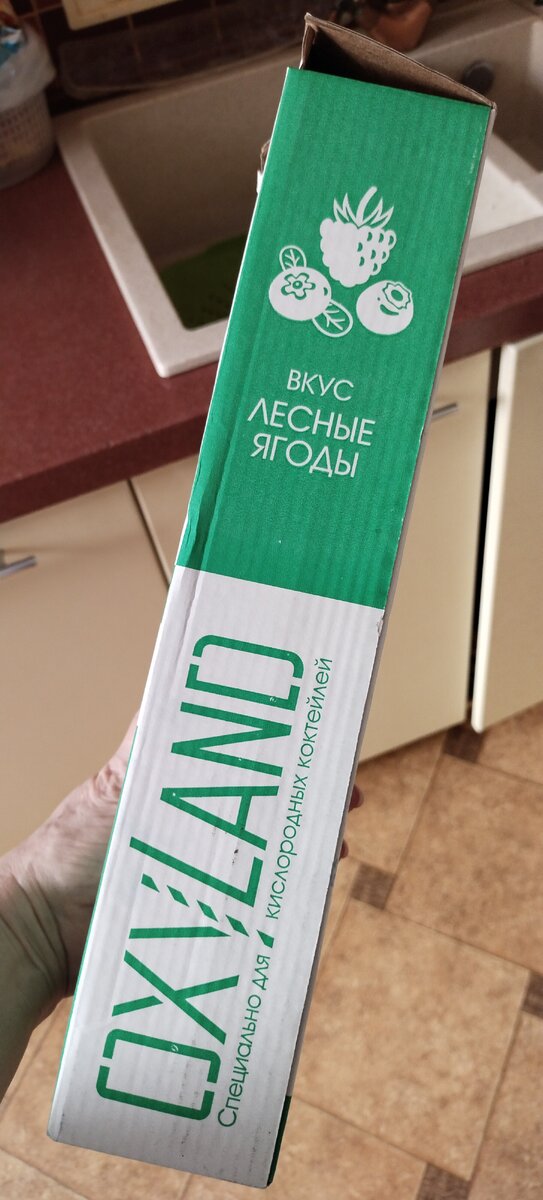 ВКУС
ЛЕСНЫЕ
ЯГОДЫ
OXYLAND
Специально для кислородных коктейлей